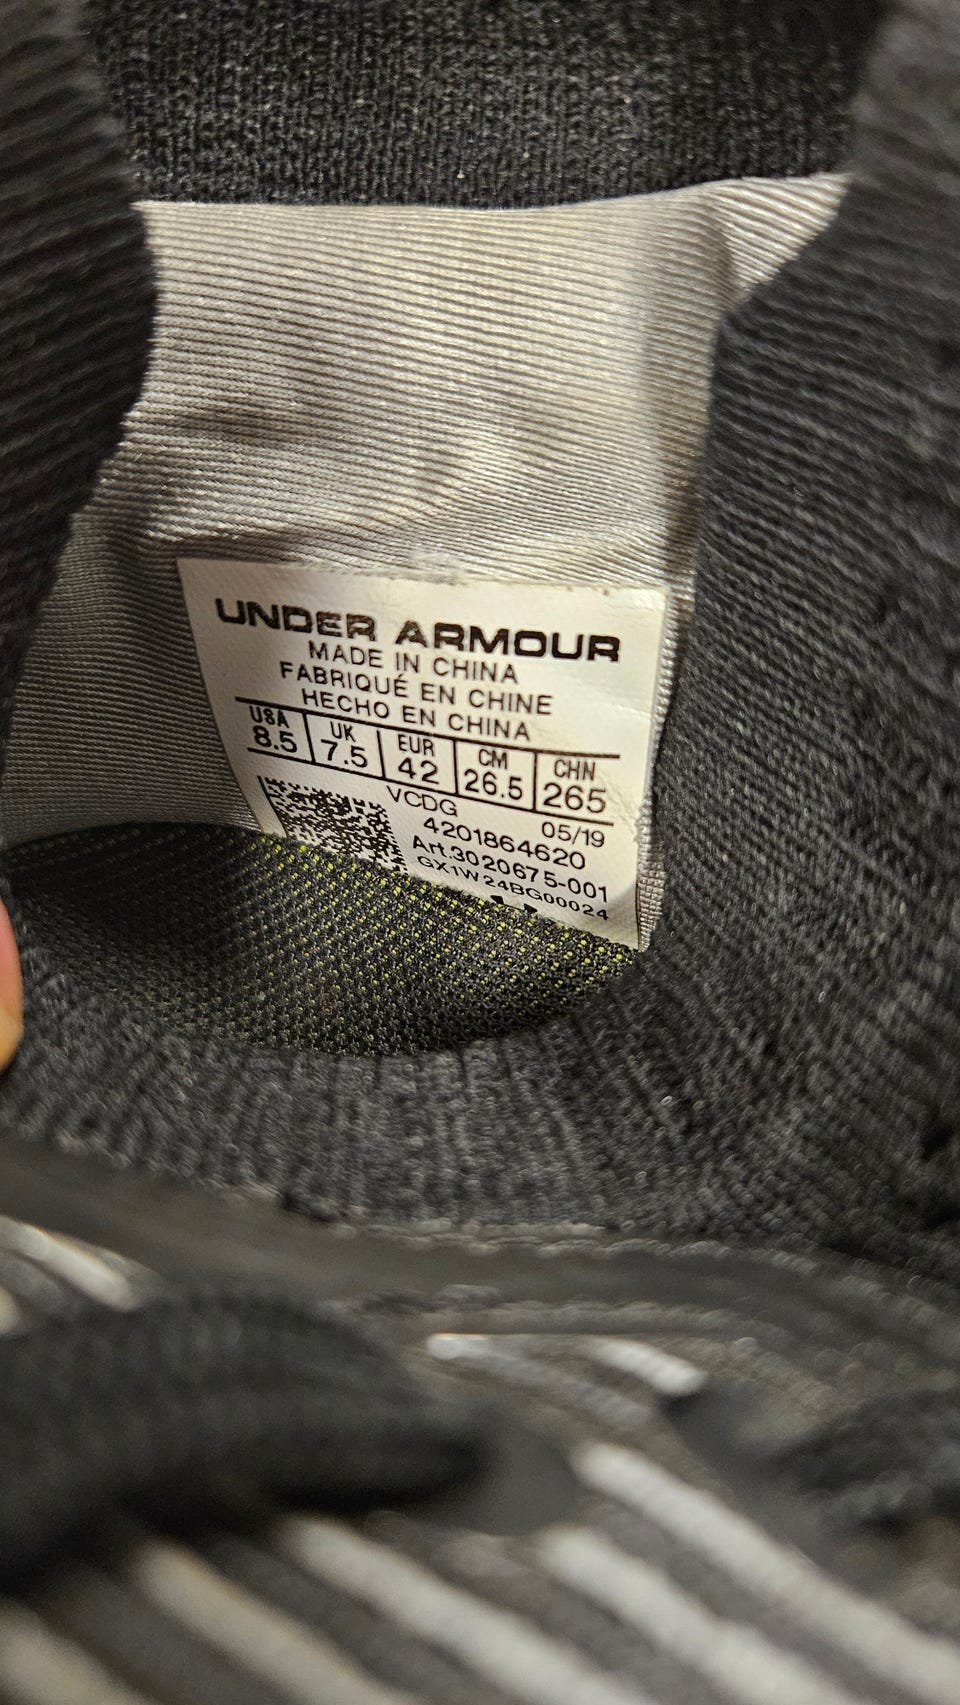 UNDER ARMOUR
MADE IN CHINA
FABRIQUÉ EN CHINE
HECHO EN CHINA
USA UK EUR CM CHN
8.5 7.5 42 26.5 265
VCDG 05/19
4201864620
Art.3020675-001
GX1W24BG00024